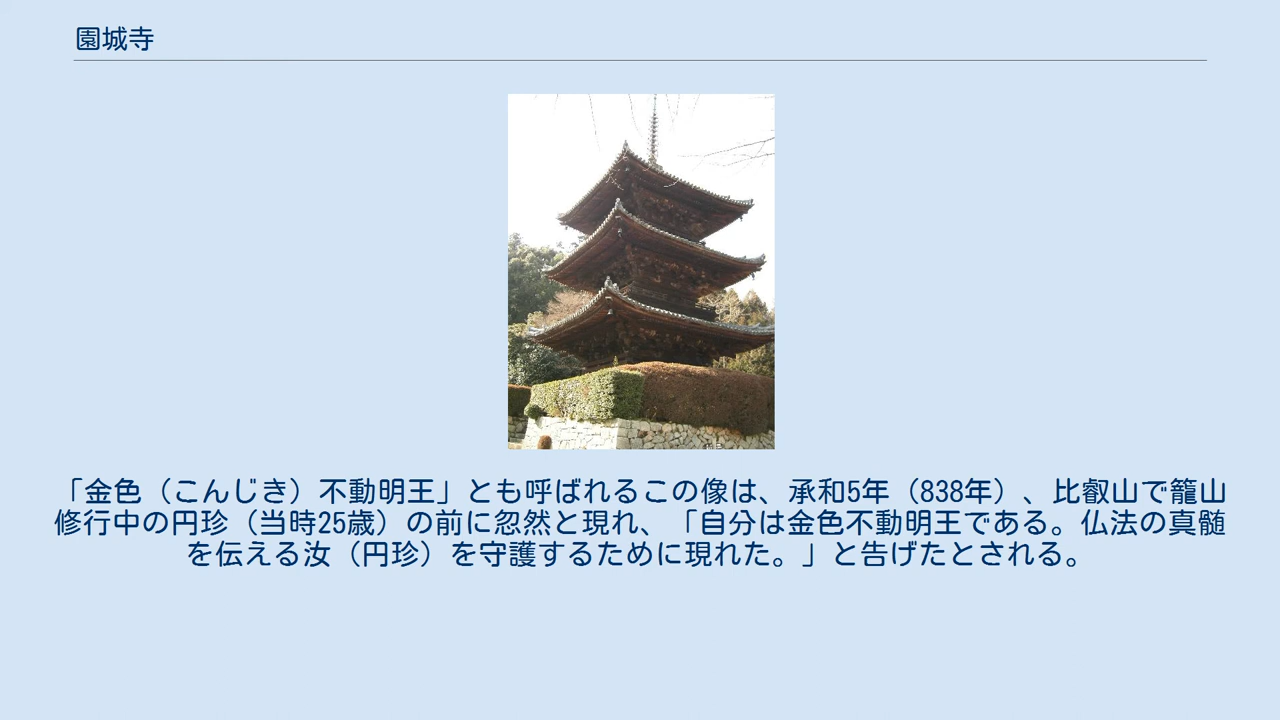 園城寺
「金色（こんじき）不動明王」とも呼ばれるこの像は、承和5年（838年）、比叡山で籠山
修行中の円珍（当時25歳）の前に忽然と現れ、「自分は金色不動明王である。仏法の真髄
を伝える汝（円珍）を守護するために現れた。」と告げたとされる。